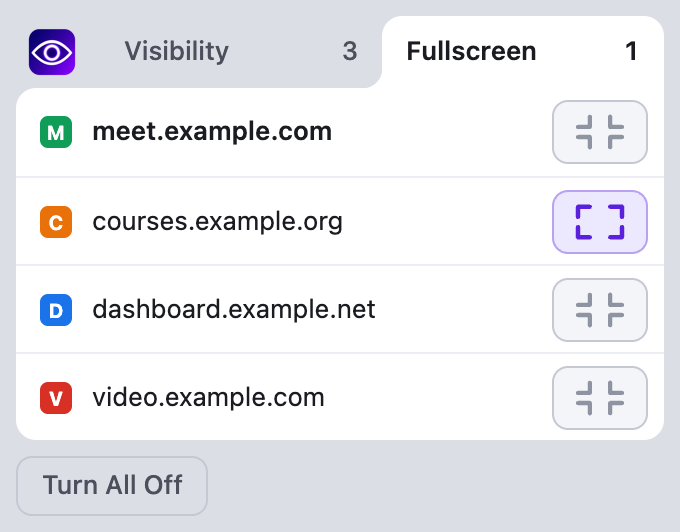 Visibility 3 Fullscreen 1
M meet.example.com
C courses.example.org
D dashboard.example.net
V video.example.com
Turn All Off